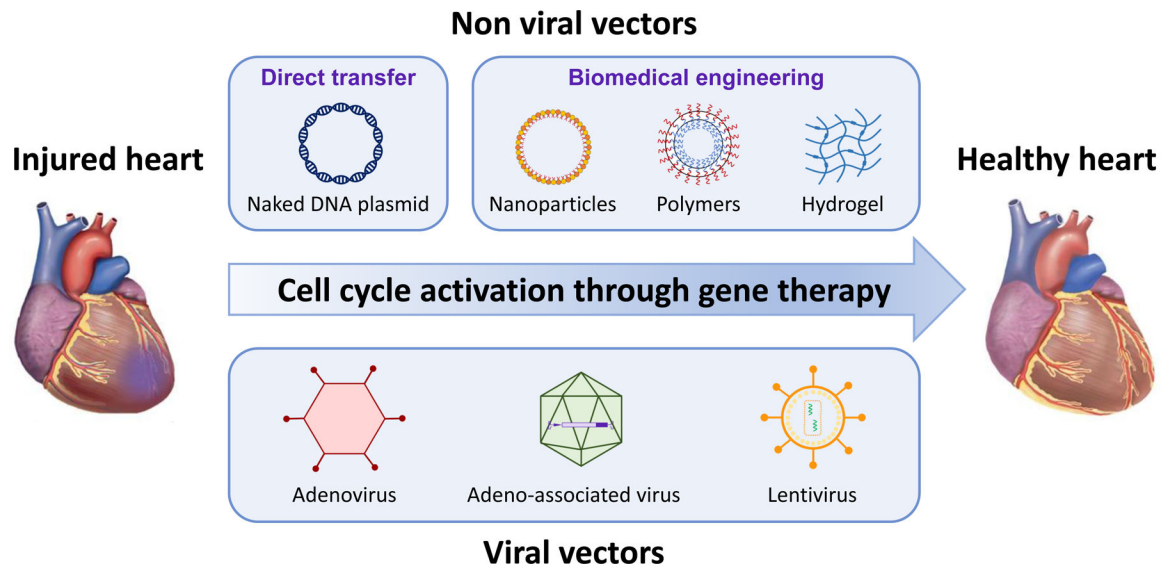 Non viral vectors
Direct transfer
Biomedical engineering
Naked DNA plasmid
Nanoparticles
Polymers
Hydrogel
Injured heart
Healthy heart
Cell cycle activation through gene therapy
Adenovirus
Adeno-associated virus
Lentivirus
Viral vectors